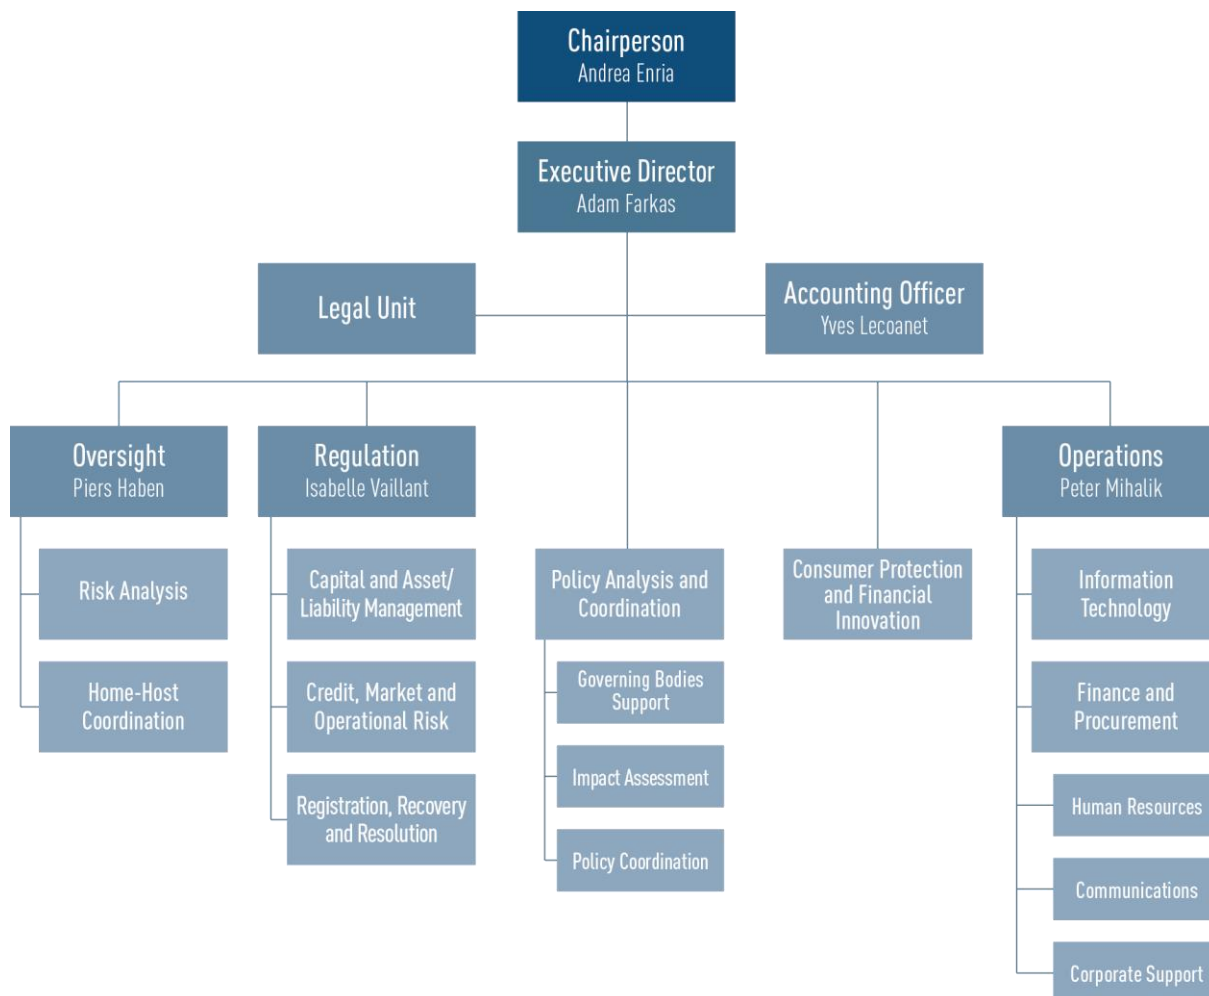 Chairperson
Andrea Enria
Executive Director
Adam Farkas
Legal Unit
Accounting Officer
Yves Lecoanet
Oversight
Piers Haben
Risk Analysis
Home-Host
Coordination
Regulation
Isabelle Vaillant
Capital and Asset/
Liability Management
Credit, Market and
Operational Risk
Registration, Recovery
and Resolution
Policy Analysis and
Coordination
Governing Bodies
Support
Impact Assessment
Policy Coordination
Consumer Protection
and Financial
Innovation
Operations
Peter Mihalik
Information
Technology
Finance and
Procurement
Human Resources
Communications
Corporate Support